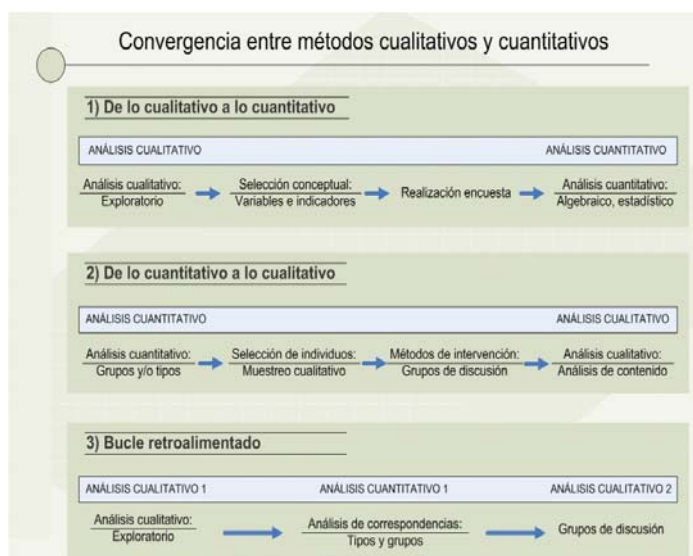 Convergencia entre métodos cualitativos y cuantitativos
1) De lo cualitativo a lo cuantitativo
ANÁLISIS CUALITATIVO ANÁLISIS CUANTITATIVO
Análisis cualitativo: Selección conceptual: Realización encuesta Análisis cuantitativo:
Exploratorio Variables e indicadores Algebraico, estadístico
2) De lo cuantitativo a lo cualitativo
ANÁLISIS CUANTITATIVO ANÁLISIS CUALITATIVO
Análisis cuantitativo: Selección de individuos: Métodos de intervención: Análisis cualitativo:
Grupos y/o tipos Muestreo cualitativo Grupos de discusión Análisis de contenido
3) Bucle retroalimentado
ANÁLISIS CUALITATIVO 1 ANÁLISIS CUANTITATIVO 1 ANÁLISIS CUALITATIVO 2
Análisis cualitativo: Análisis de correspondencias: Grupos de discusión
Exploratorio Tipos y grupos